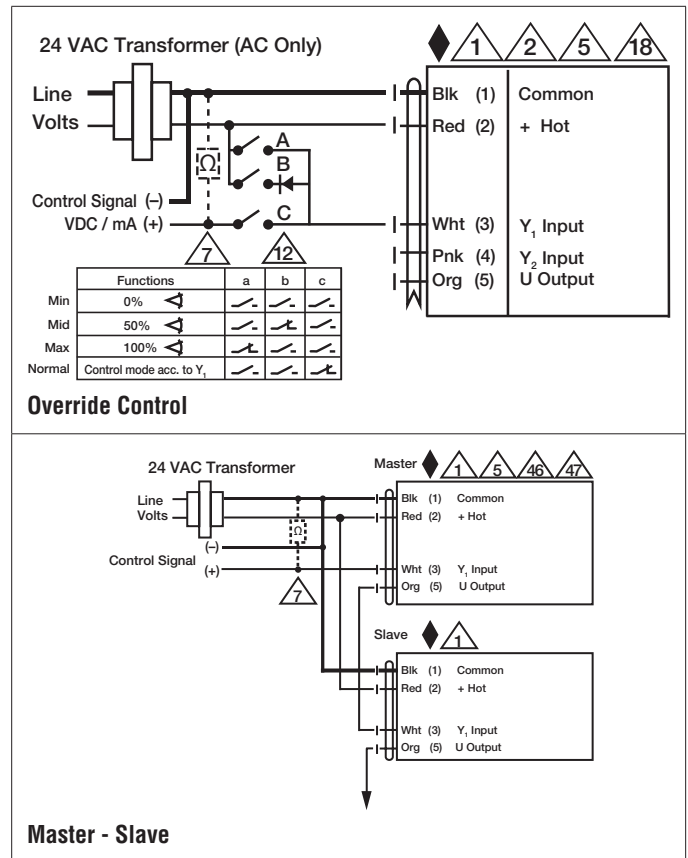 24 VAC Transformer (AC Only)
1 2 5 18
Line
Volts
Blk (1) Common
Red (2) + Hot
A
Ω
B
Control Signal (–)
VDC / mA (+)
C
Wht (3) Y₁ Input
Pnk (4) Y₂ Input
Org (5) U Output
7 12
Functions a b c
Min 0%
Mid 50%
Max 100%
Normal Control mode acc. to Y₁
Override Control
24 VAC Transformer
Master 1 5 46 47
Line
Volts
Blk (1) Common
Red (2) + Hot
Ω
(–)
Control Signal
(+)
Wht (3) Y₁ Input
Org (5) U Output
7
Slave 1
Blk (1) Common
Red (2) + Hot
Wht (3) Y₁ Input
Org (5) U Output
Master - Slave